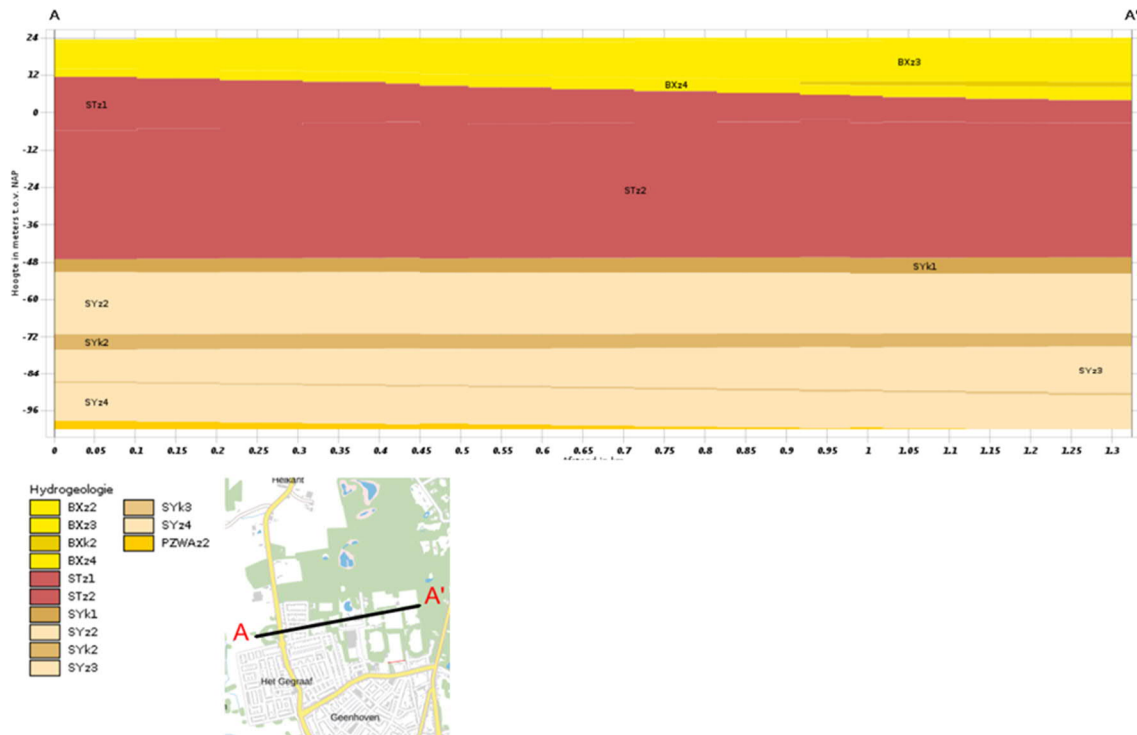 A A'
24
BXz3
12
BXz4
STz1
0
-12
STz2
-24
-36
-48
SYk1
SYz2
-60
SYk2
-72
SYz3
-84
SYz4
-96
Hoogte in meters t.o.v. NAP
0 0.05 0.1 0.15 0.2 0.25 0.3 0.35 0.4 0.45 0.5 0.55 0.6 0.65 0.7 0.75 0.8 0.85 0.9 0.95 1 1.05 1.1 1.15 1.2 1.25 1.3
Afstand in km
Hydrogeologie
BXz2
BXz3
BXk2
BXz4
STz1
STz2
SYk1
SYz2
SYk2
SYz3
SYk3
SYz4
PZWAz2
Heikant
A'
A
Het Gegraaf
Geenhoven